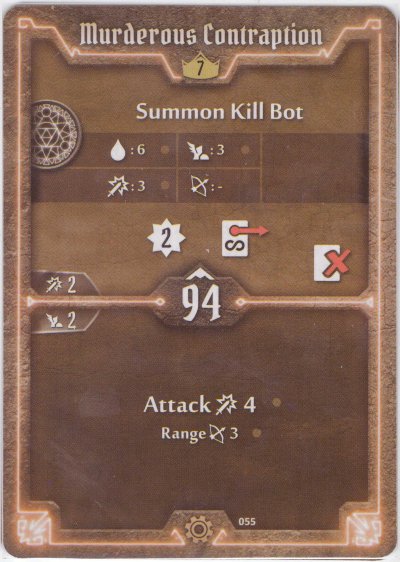 Murderous Contraption
7
Summon Kill Bot
: 6 : 3
: 3 : -
2
2
94
2
Attack 4
Range 3
055